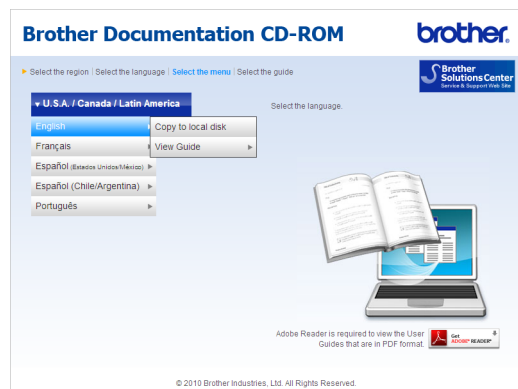 Brother Documentation CD-ROM
brother®
Select the region | Select the language | Select the menu | Select the guide
Brother
Solutions Center
Service & Support Web Site
U.S.A. / Canada / Latin America
Select the language.
English
Copy to local disk
Français
View Guide
Español (Estados Unidos/México)
Español (Chile/Argentina)
Português
Adobe Reader is required to view the User
Guides that are in PDF format.
Get
ADOBE® READER®
© 2010 Brother Industries, Ltd. All Rights Reserved.